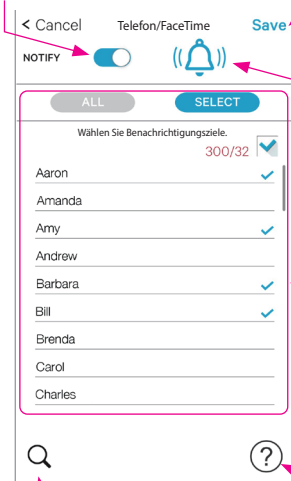 < Cancel Telefon/FaceTime Save
NOTIFY
ALL SELECT
Wählen Sie Benachrichtigungsziele.
300/32
Aaron
Amanda
Amy
Andrew
Barbara
Bill
Brenda
Carol
Charles
?